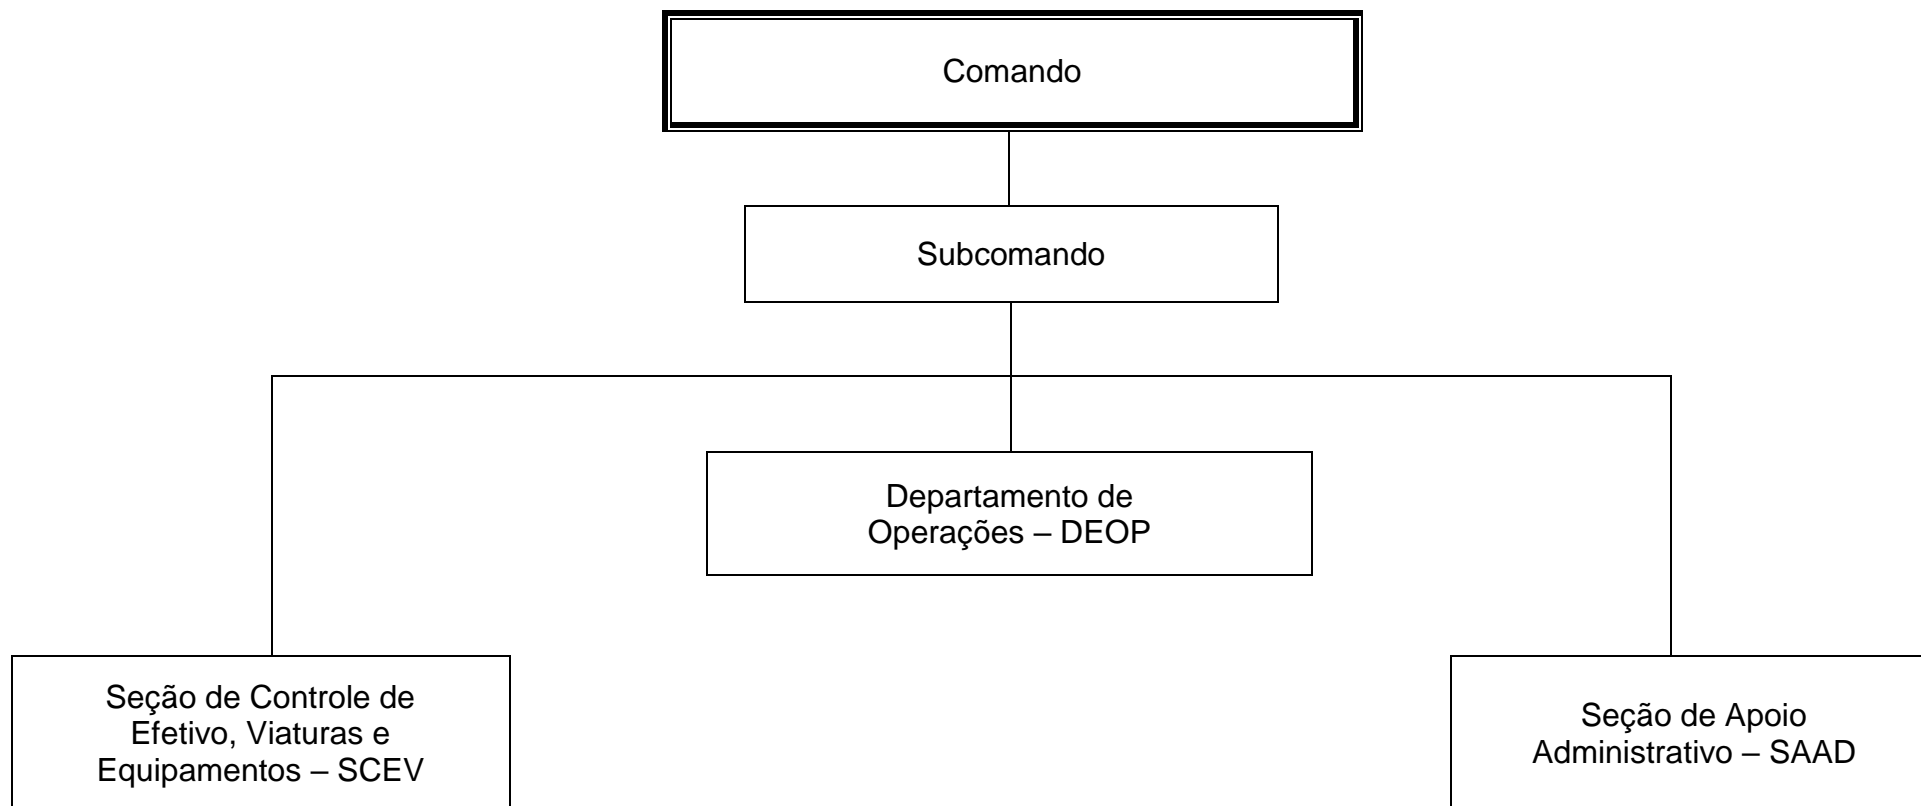 Comando
Subcomando
Departamento de
Operações – DEOP
Seção de Controle de
Efetivo, Viaturas e
Equipamentos – SCEV
Seção de Apoio
Administrativo – SAAD